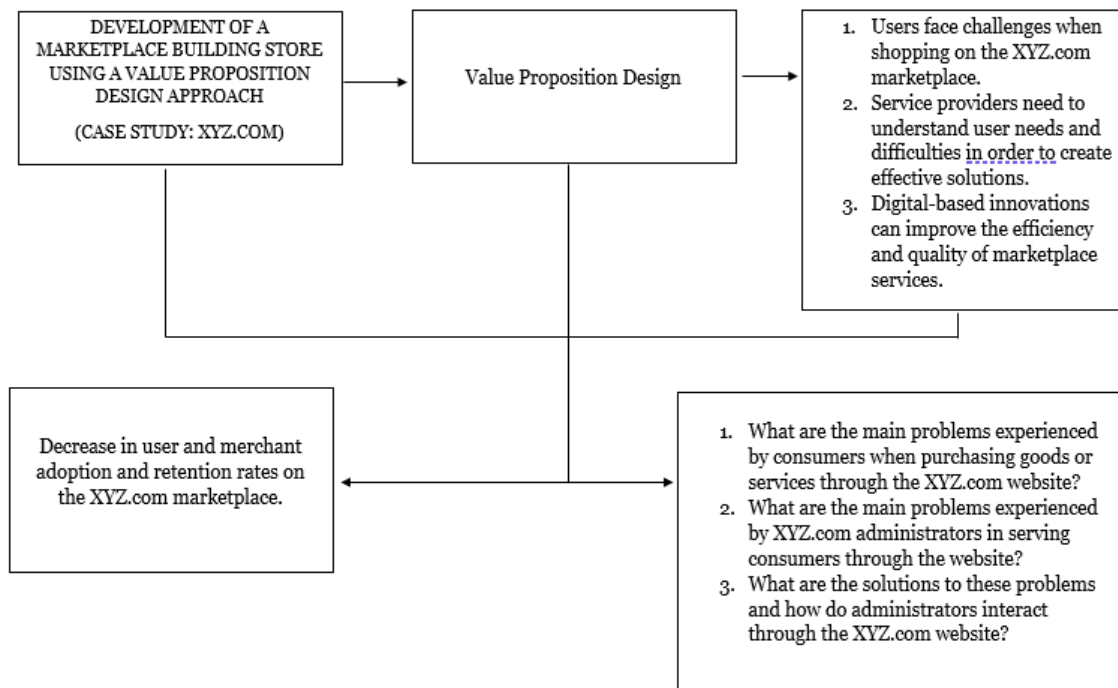 DEVELOPMENT OF A
MARKETPLACE BUILDING STORE
USING A VALUE PROPOSITION
DESIGN APPROACH
(CASE STUDY: XYZ.COM)
Value Proposition Design
1. Users face challenges when
shopping on the XYZ.com
marketplace.
2. Service providers need to
understand user needs and
difficulties in order to create
effective solutions.
3. Digital-based innovations
can improve the efficiency
and quality of marketplace
services.
Decrease in user and merchant
adoption and retention rates on
the XYZ.com marketplace.
1. What are the main problems experienced
by consumers when purchasing goods or
services through the XYZ.com website?
2. What are the main problems experienced
by XYZ.com administrators in serving
consumers through the website?
3. What are the solutions to these problems
and how do administrators interact
through the XYZ.com website?